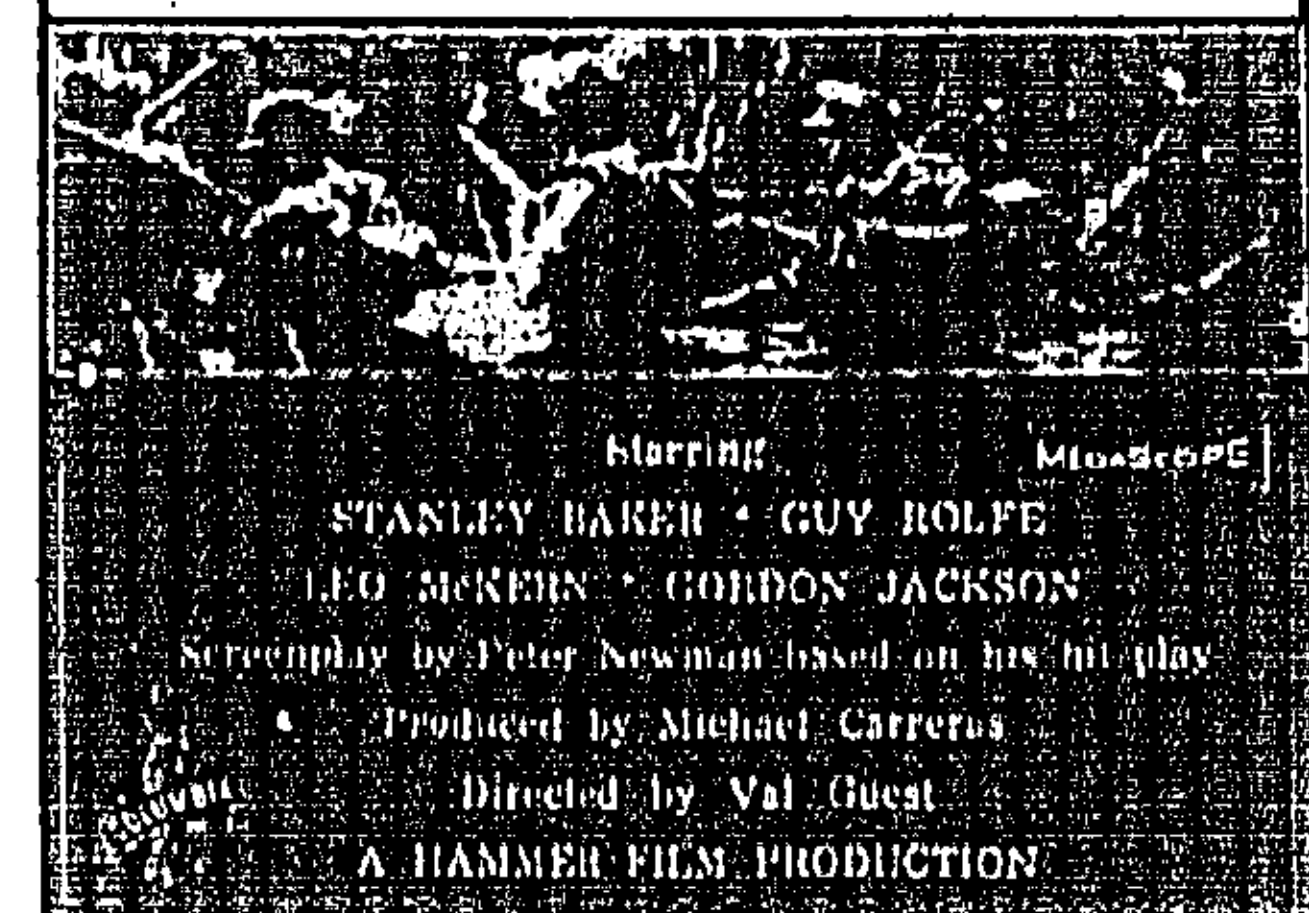 Starring
MEGASCOPE
STANLEY BAKER · GUY ROLFE
LEO McKERN · GORDON JACKSON
Screenplay by Peter Newman based on his hit play
Produced by Michael Carreras
Directed by Val Guest
A HAMMER FILM PRODUCTION
COLUMBIA